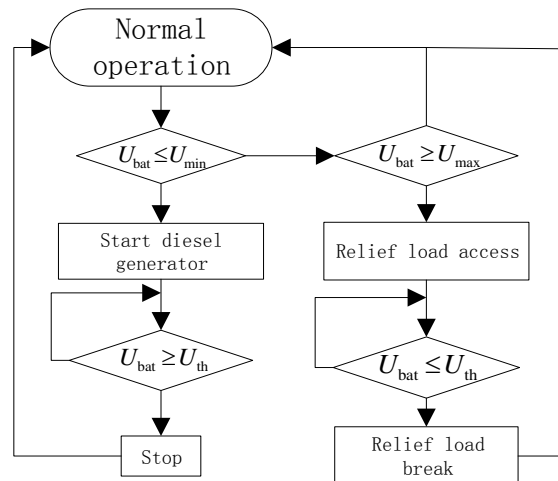 Normal
operation
U_bat ≤ U_min
U_bat ≥ U_max
Start diesel
generator
Relief load access
U_bat ≥ U_th
U_bat ≤ U_th
Stop
Relief load
break